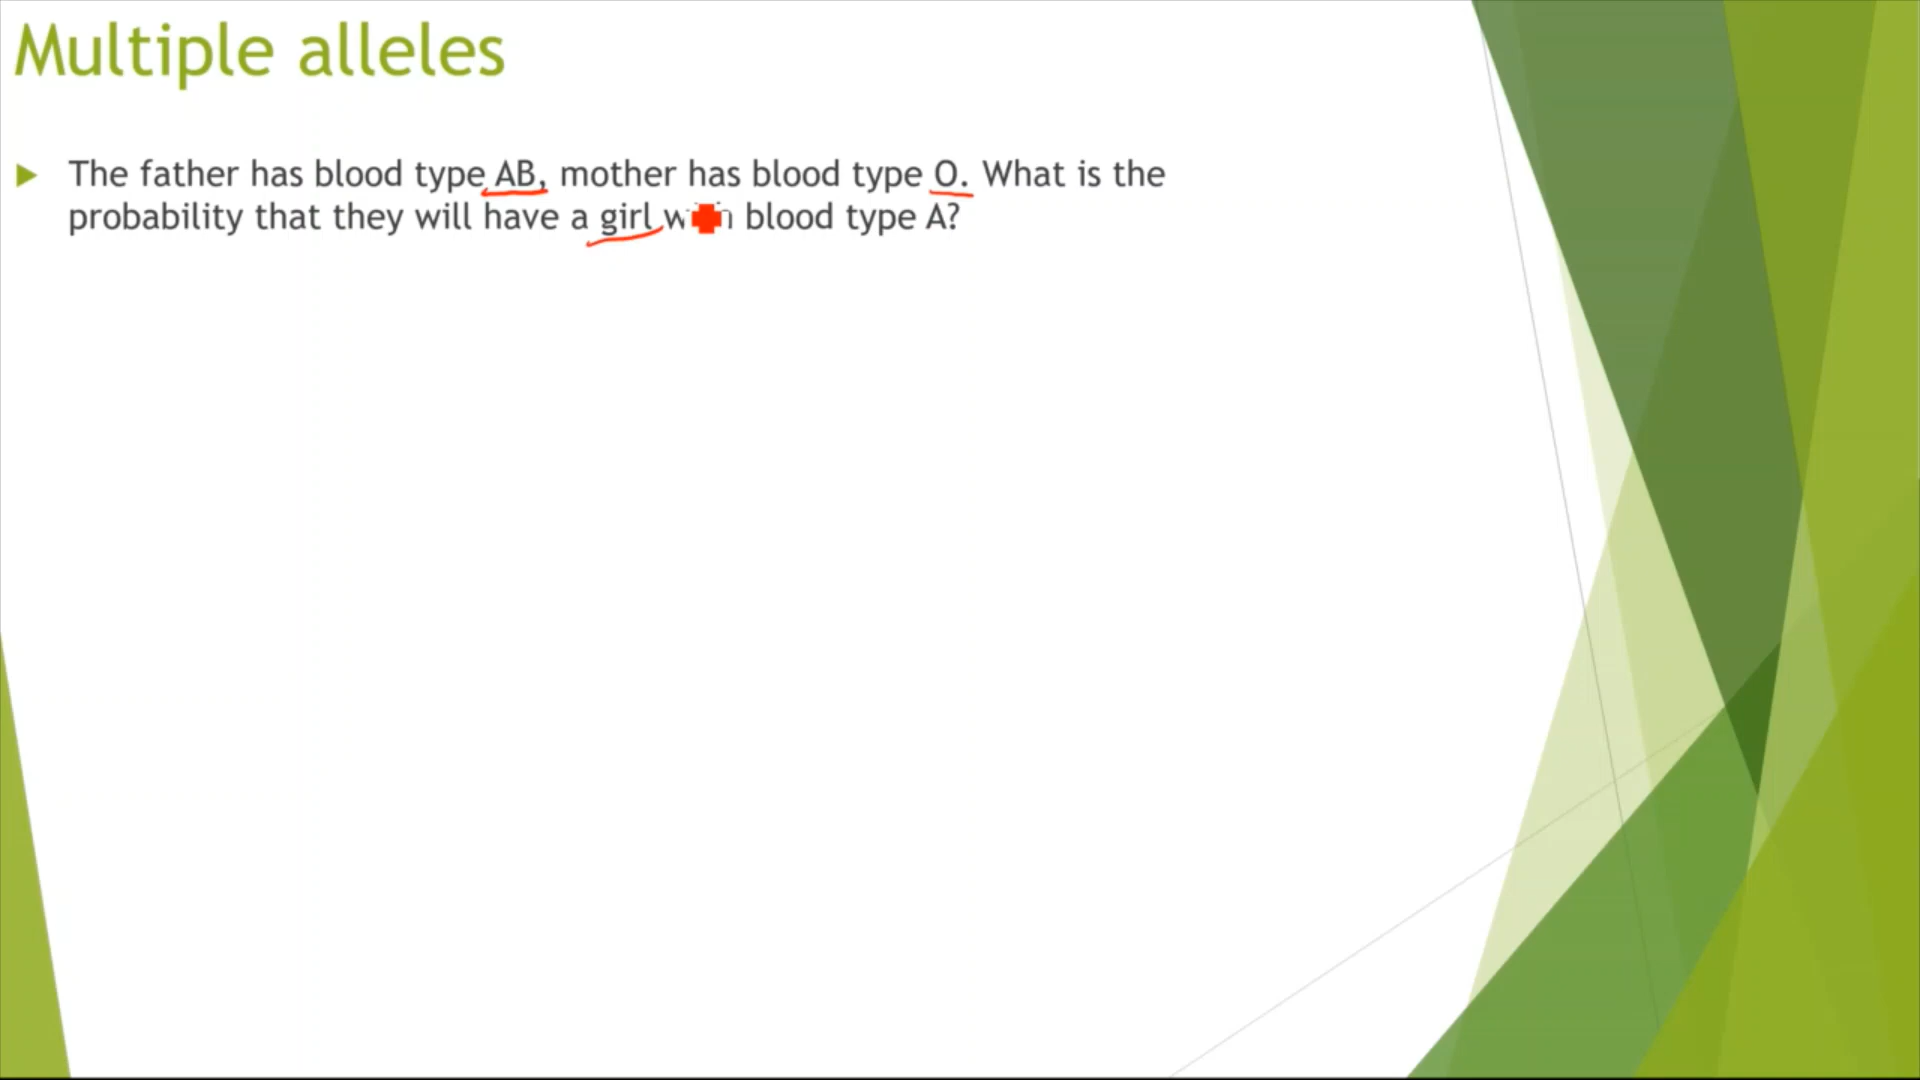 Multiple alleles
The father has blood type AB, mother has blood type O. What is the
probability that they will have a girl with blood type A?